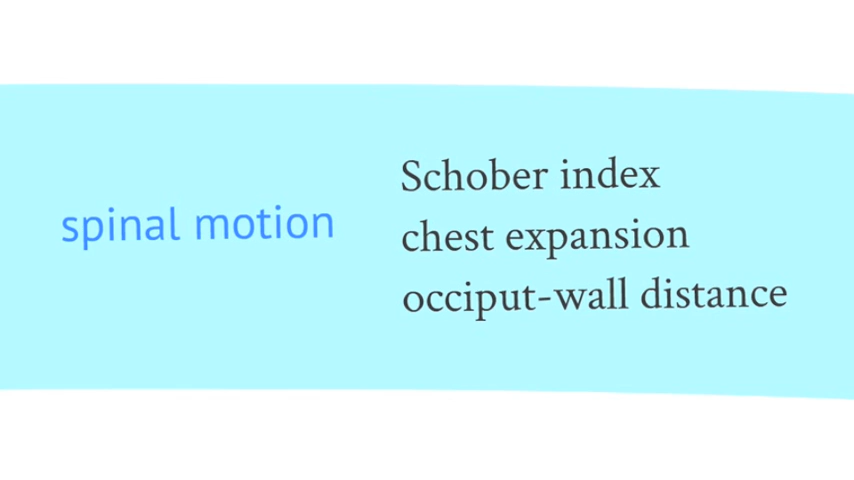 spinal motion
Schober index
chest expansion
occiput-wall distance